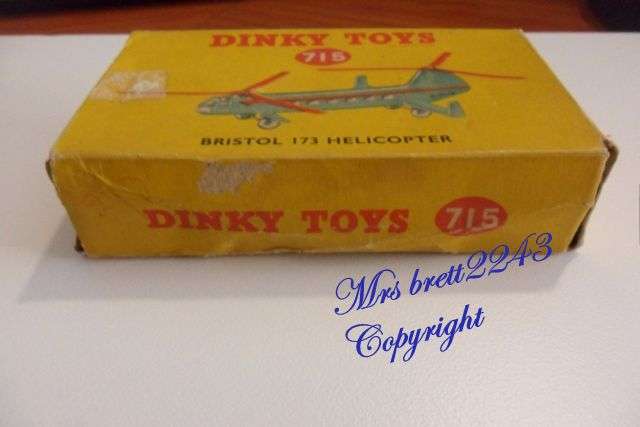 DINKY TOYS
715
BRISTOL 173 HELICOPTER
DINKY TOYS 715
Mrs brett2243
Copyright